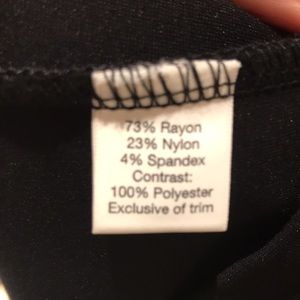 73% Rayon
23% Nylon
4% Spandex
Contrast:
100% Polyester
Exclusive of trim